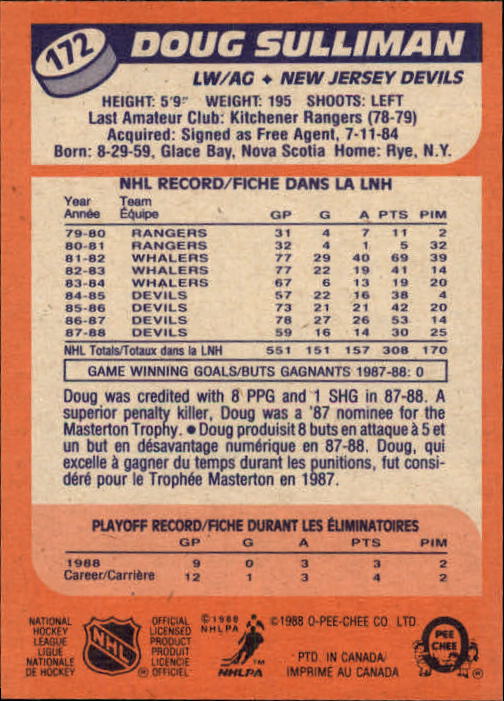 172
DOUG SULLIMAN
LW/AG ♦ NEW JERSEY DEVILS
HEIGHT: 5'9" WEIGHT: 195 SHOOTS: LEFT
Last Amateur Club: Kitchener Rangers (78-79)
Acquired: Signed as Free Agent, 7-11-84
Born: 8-29-59, Glace Bay, Nova Scotia Home: Rye, N.Y.
NHL RECORD/FICHE DANS LA LNH
Year Team
Année Équipe GP G A PTS PIM
79-80 RANGERS 31 4 7 11 2
80-81 RANGERS 32 4 1 5 32
81-82 WHALERS 77 29 40 69 39
82-83 WHALERS 77 22 19 41 14
83-84 WHALERS 67 6 13 19 20
84-85 DEVILS 57 22 16 38 4
85-86 DEVILS 73 21 21 42 20
86-87 DEVILS 78 27 26 53 14
87-88 DEVILS 59 16 14 30 25
NHL Totals/Totaux dans la LNH 551 151 157 308 170
GAME WINNING GOALS/BUTS GAGNANTS 1987-88: 0
Doug was credited with 8 PPG and 1 SHG in 87-88. A
superior penalty killer, Doug was a '87 nominee for the
Masterton Trophy. ● Doug produisit 8 buts en attaque à 5 et
un but en désavantage numérique en 87-88. Doug, qui
excelle à gagner du temps durant les punitions, fut consi-
déré pour le Trophée Masterton en 1987.
PLAYOFF RECORD/FICHE DURANT LES ÉLIMINATOIRES
GP G A PTS PIM
1988 9 0 3 3 2
Career/Carrière 12 1 3 4 2
NATIONAL
HOCKEY
LEAGUE
LIGUE
NATIONALE
DE HOCKEY
NHL
®
OFFICIAL
LICENSED
PRODUCT
PRODUIT
LICENCIÉ
OFFICIEL
© 1988
NHLPA
NHLPA
TM
© 1988 O-PEE-CHEE CO. LTD.
PTD. IN CANADA/
IMPRIMÉ AU CANADA
O
PEE
CHEE
®